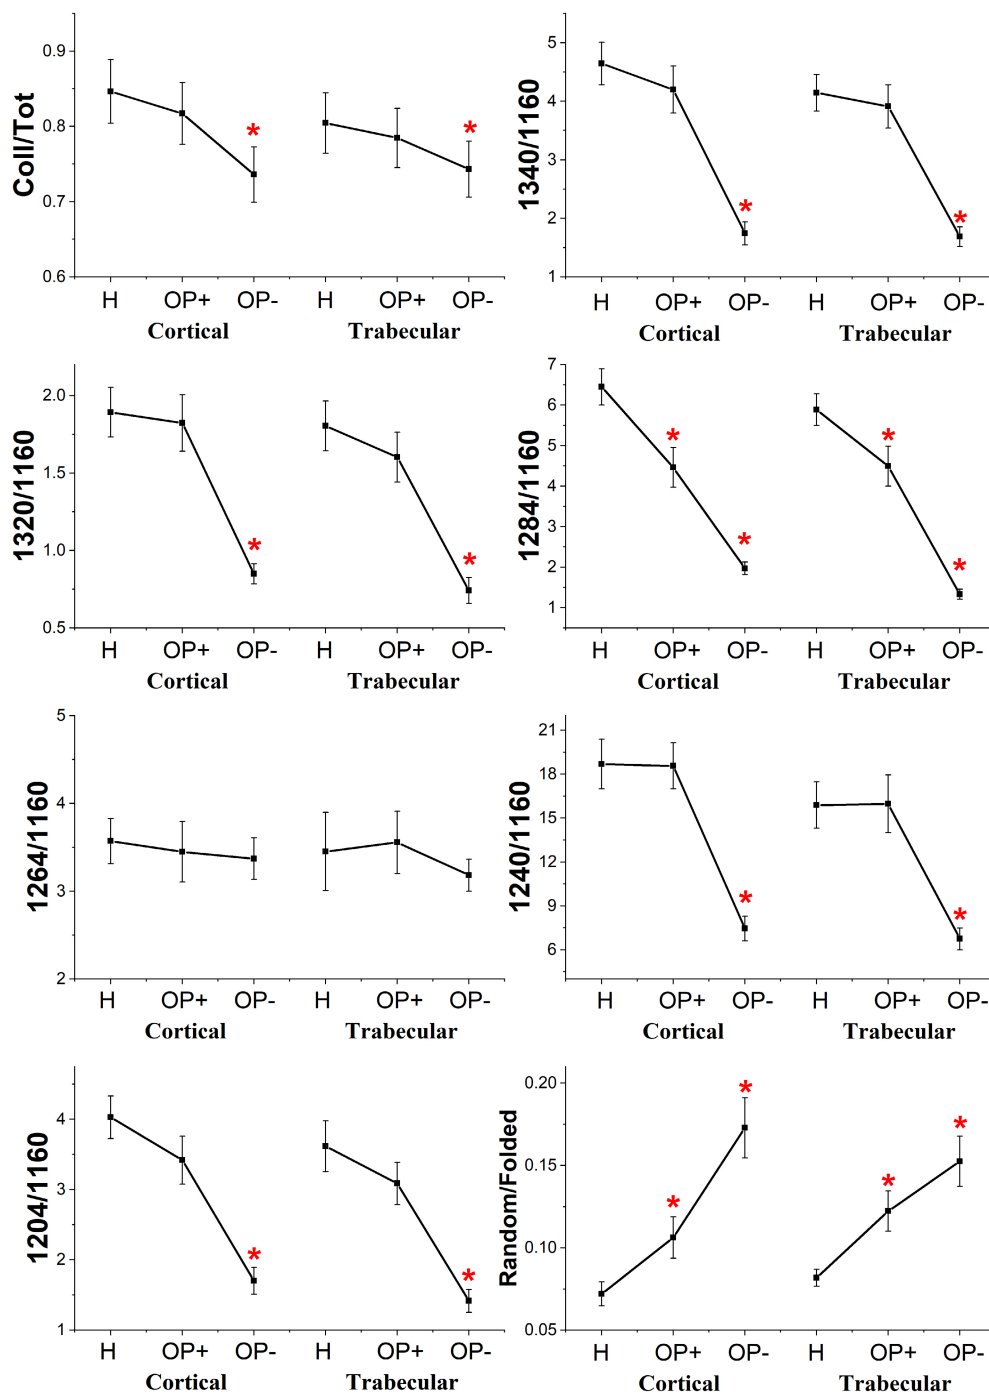 Coll/Tot
0.9
0.8
0.7
0.6
H OP+ OP- H OP+ OP-
Cortical Trabecular
* *
1340/1160
5
4
3
2
1
H OP+ OP- H OP+ OP-
Cortical Trabecular
* *
1320/1160
2.0
1.5
1.0
0.5
H OP+ OP- H OP+ OP-
Cortical Trabecular
* *
1284/1160
7
6
5
4
3
2
1
H OP+ OP- H OP+ OP-
Cortical Trabecular
* * * *
1264/1160
5
4
3
2
H OP+ OP- H OP+ OP-
Cortical Trabecular
1240/1160
21
18
15
12
9
6
H OP+ OP- H OP+ OP-
Cortical Trabecular
* *
1204/1160
4
3
2
1
H OP+ OP- H OP+ OP-
Cortical Trabecular
* *
Random/Folded
0.20
0.15
0.10
0.05
H OP+ OP- H OP+ OP-
Cortical Trabecular
* * * *